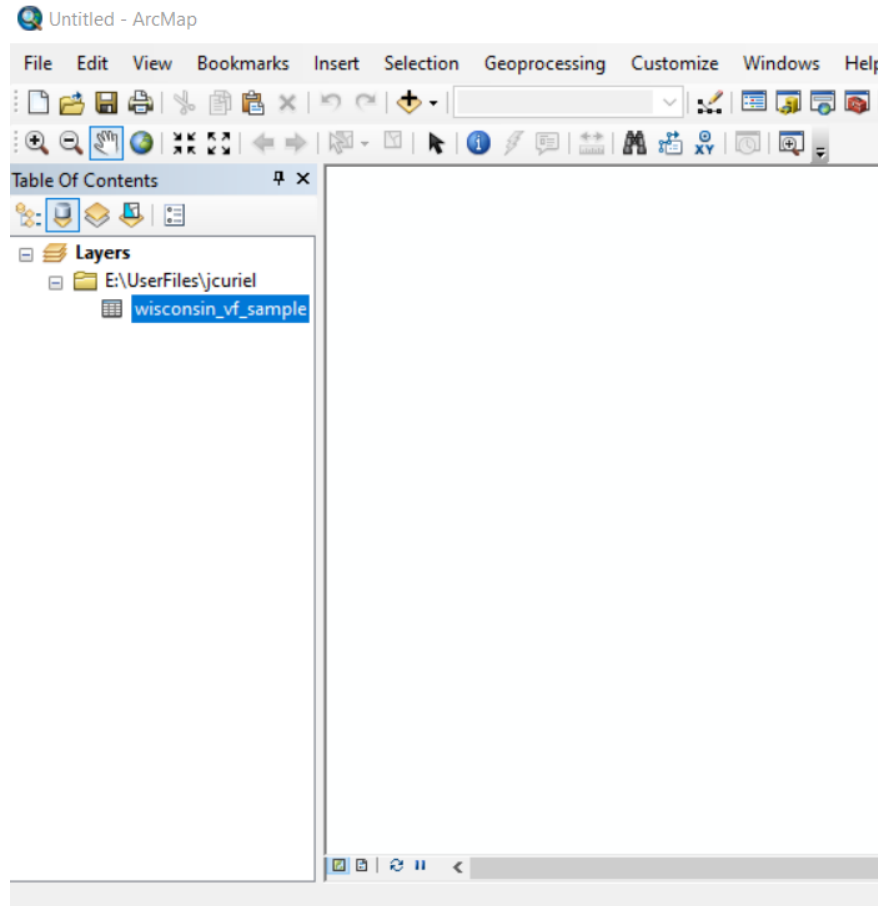 Untitled - ArcMap
File Edit View Bookmarks Insert Selection Geoprocessing Customize Windows Help
XY
Table Of Contents
Layers
E:\UserFiles\jcuriel
wisconsin_vf_sample